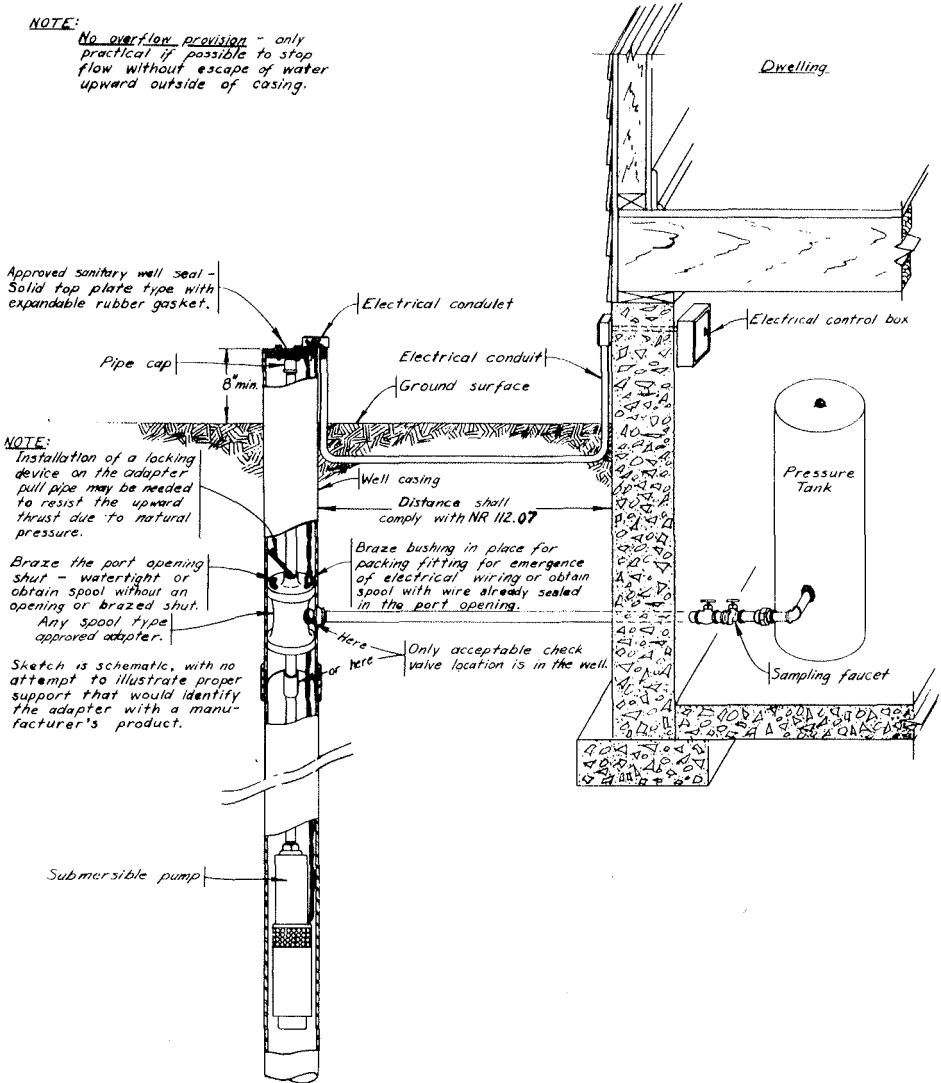 NOTE:
No overflow provision - only
practical if possible to stop
flow without escape of water
upward outside of casing.
Dwelling
Approved sanitary well seal -
Solid top plate type with
expandable rubber gasket.
Electrical condulet
Electrical control box
Pipe cap
Electrical conduit
8" min.
Ground surface
NOTE:
Installation of a locking
device on the adapter
pull pipe may be needed
to resist the upward
thrust due to natural
pressure.
Well casing
Pressure
Tank
Distance shall
comply with NR 112.07
Braze the port opening
shut - watertight or
obtain spool without an
opening or brazed shut.
Braze bushing in place for
packing fitting for emergence
of electrical wiring or obtain
spool with wire already sealed
in the port opening.
Any spool type
approved adapter.
Here
or here
Only acceptable check
valve location is in the well.
Sampling faucet
Sketch is schematic, with no
attempt to illustrate proper
support that would identify
the adapter with a manu-
facturer's product.
Submersible pump